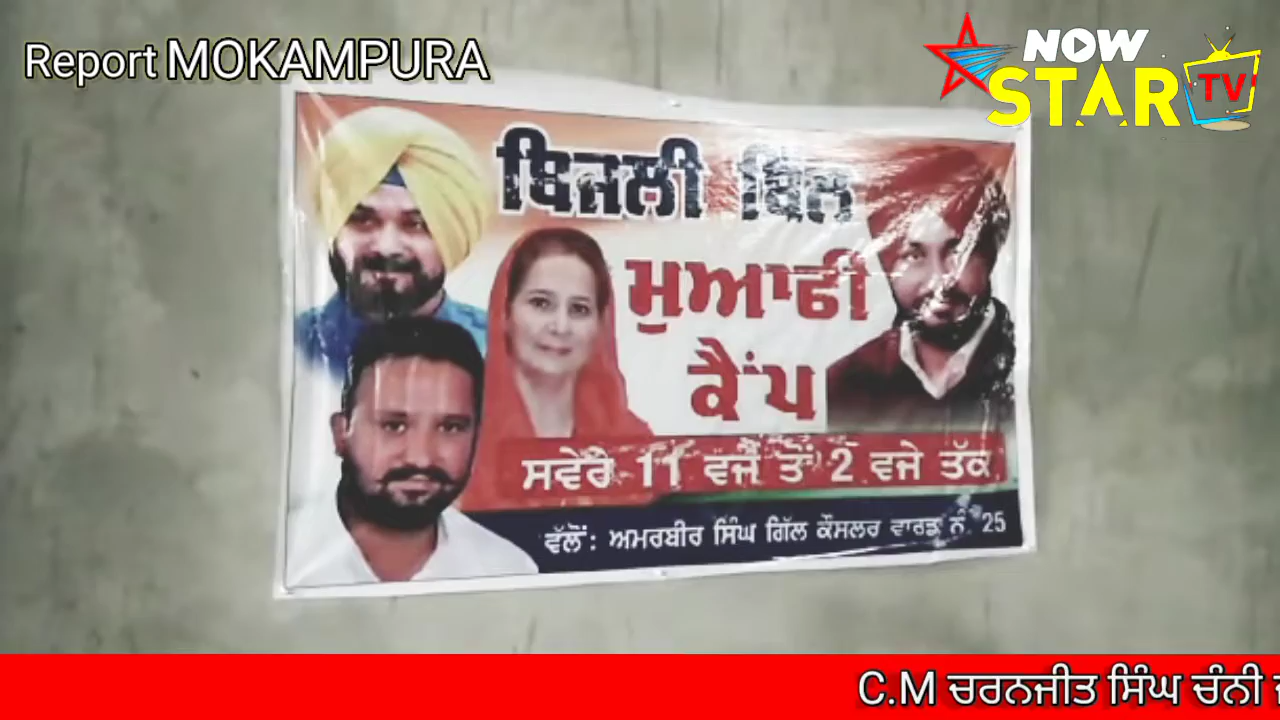 Report MOKAMPURA
NOW
STAR TV
ਬਿਜਲੀ ਬਿੱਲ
ਮੁਆਫੀ
ਕੈਂਪ
ਸਵੇਰੇ 11 ਵਜੇ ਤੋਂ 2 ਵਜੇ ਤੱਕ
ਵੱਲੋਂ: ਅਮਰਬੀਰ ਸਿੰਘ ਗਿੱਲ ਕੌਸਲਰ ਵਾਰਡ ਨੰ. 25
C.M ਚਰਨਜੀਤ ਸਿੰਘ ਚੰਨੀ